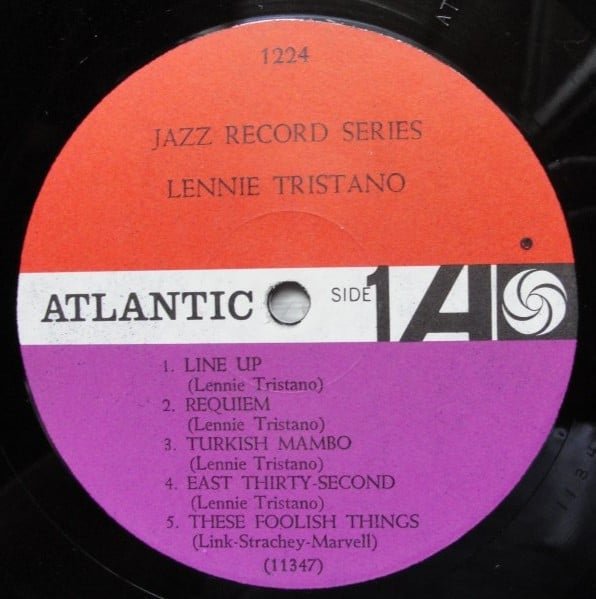 1224
JAZZ RECORD SERIES
LENNIE TRISTANO
ATLANTIC SIDE 1 A
1. LINE UP
(Lennie Tristano)
2. REQUIEM
(Lennie Tristano)
3. TURKISH MAMBO
(Lennie Tristano)
4. EAST THIRTY-SECOND
(Lennie Tristano)
5. THESE FOOLISH THINGS
(Link-Strachey-Marvell)
(11347)